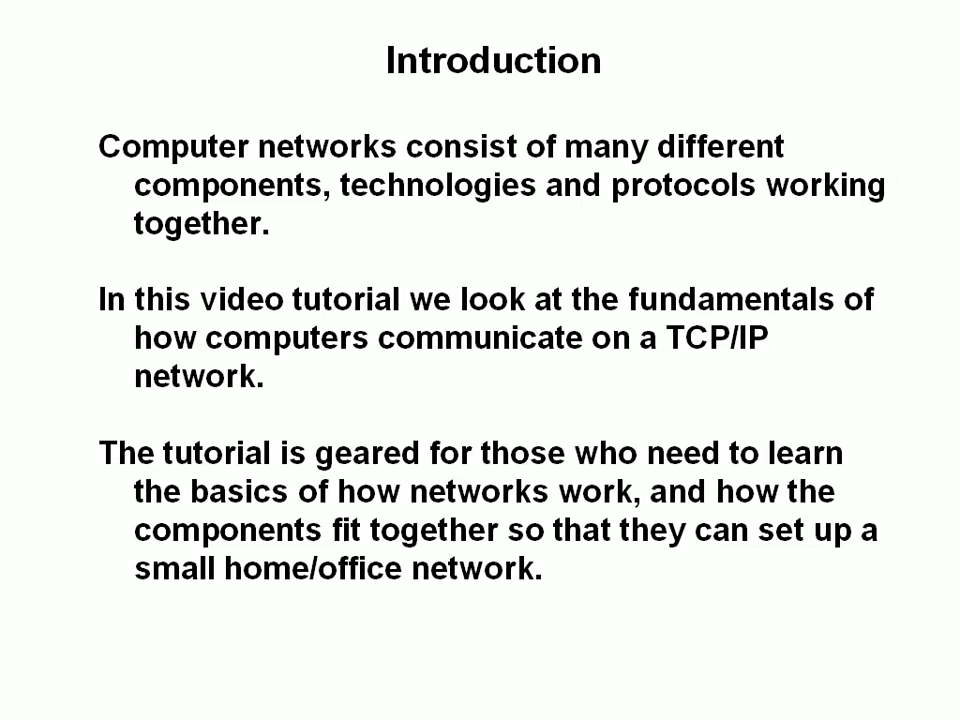 Introduction
Computer networks consist of many different
components, technologies and protocols working
together.
In this video tutorial we look at the fundamentals of
how computers communicate on a TCP/IP
network.
The tutorial is geared for those who need to learn
the basics of how networks work, and how the
components fit together so that they can set up a
small home/office network.